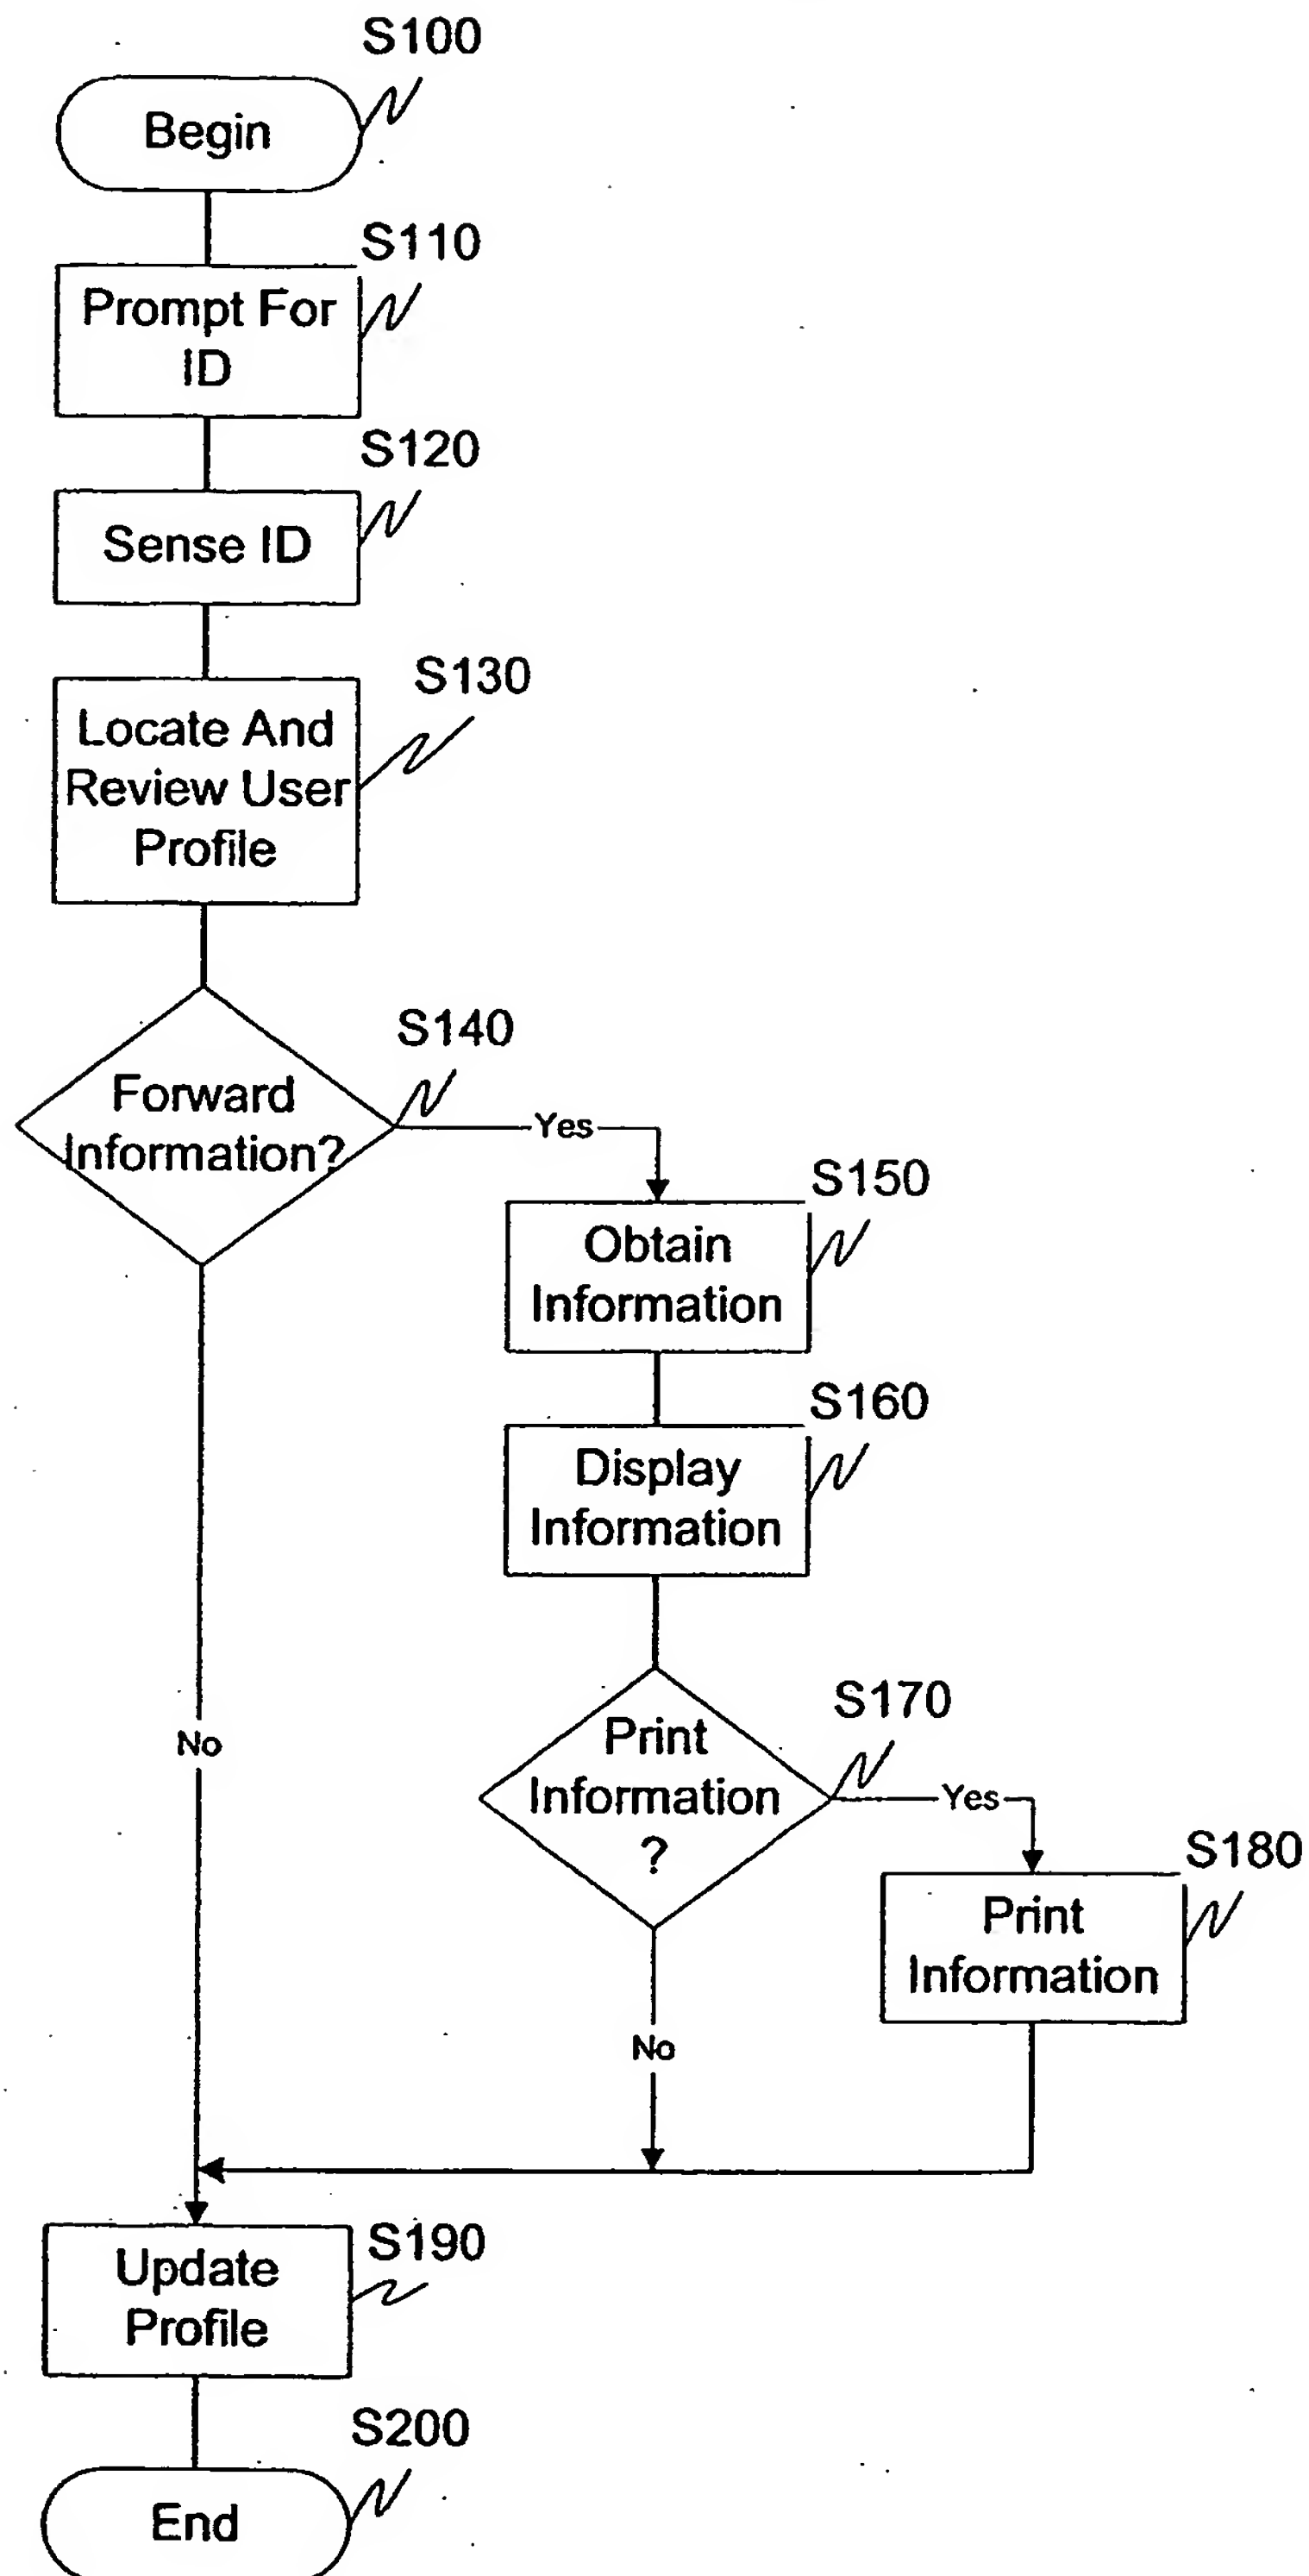 S100
Begin
S110
Prompt For
ID
S120
Sense ID
S130
Locate And
Review User
Profile
S140
Forward
Information?
Yes
S150
Obtain
Information
S160
Display
Information
S170
Print
Information
?
Yes
No
S180
Print
Information
No
S190
Update
Profile
S200
End